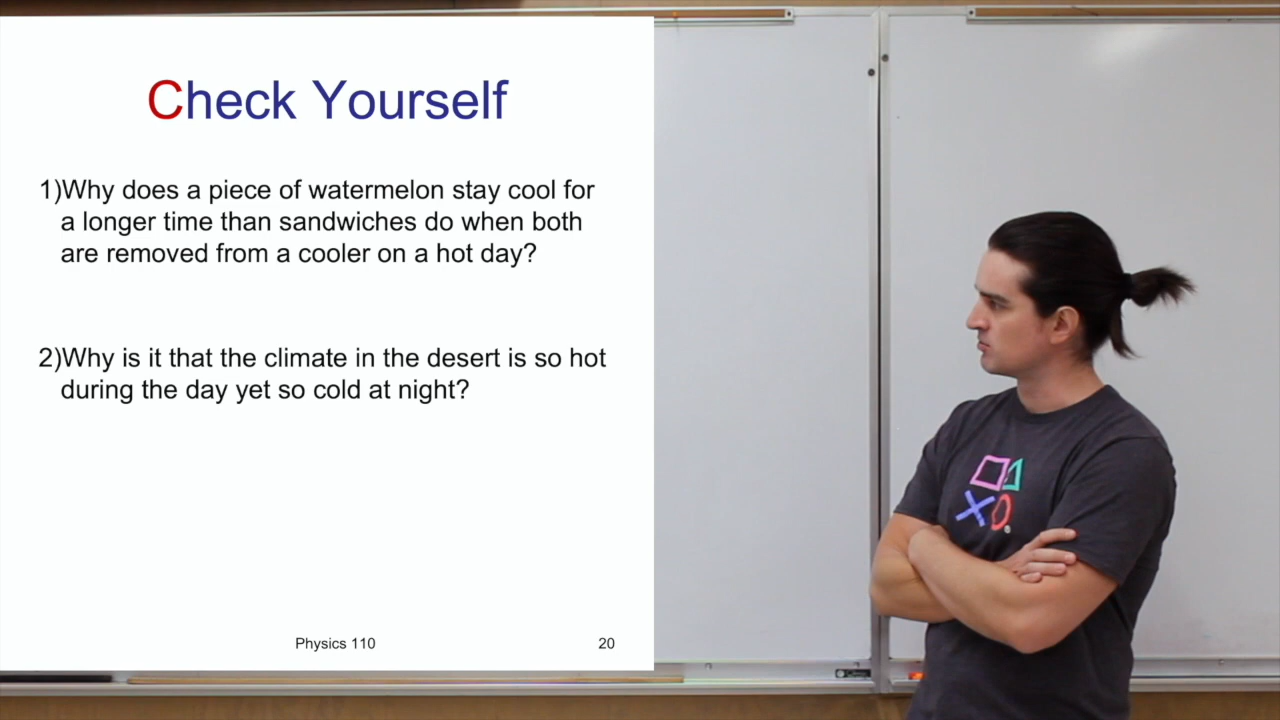 Check Yourself
1)Why does a piece of watermelon stay cool for
a longer time than sandwiches do when both
are removed from a cooler on a hot day?
2)Why is it that the climate in the desert is so hot
during the day yet so cold at night?
Physics 110
20